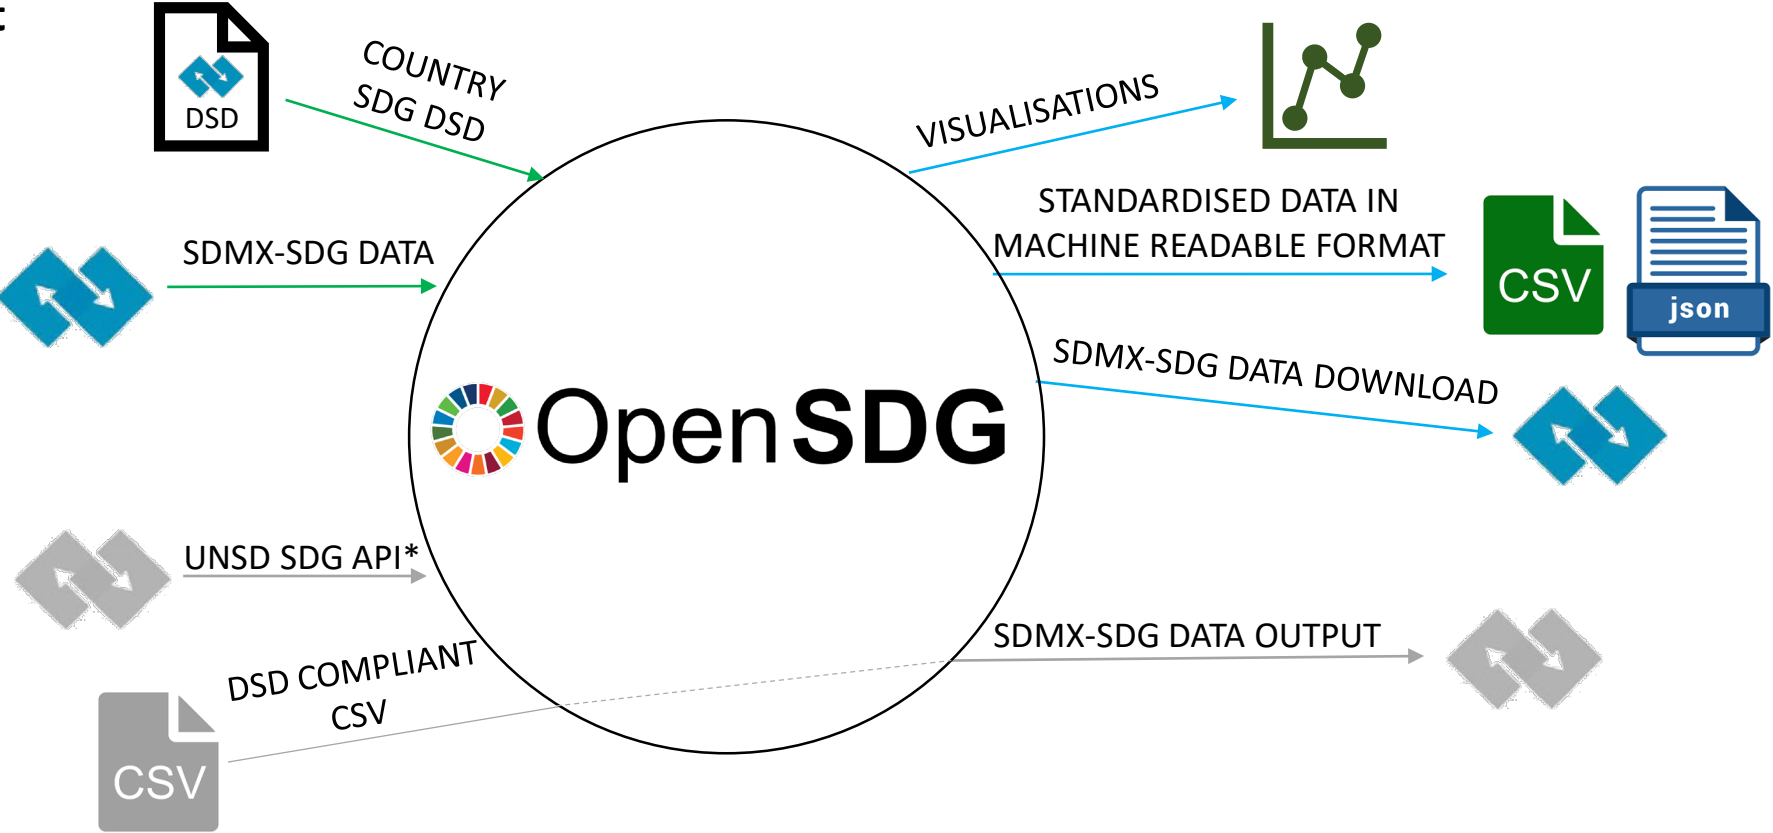 DSD
COUNTRY
SDG DSD
VISUALISATIONS
SDMX-SDG DATA
STANDARDISED DATA IN
MACHINE READABLE FORMAT
CSV
json
SDMX-SDG DATA DOWNLOAD
OpenSDG
UNSD SDG API*
SDMX-SDG DATA OUTPUT
DSD COMPLIANT
CSV
CSV